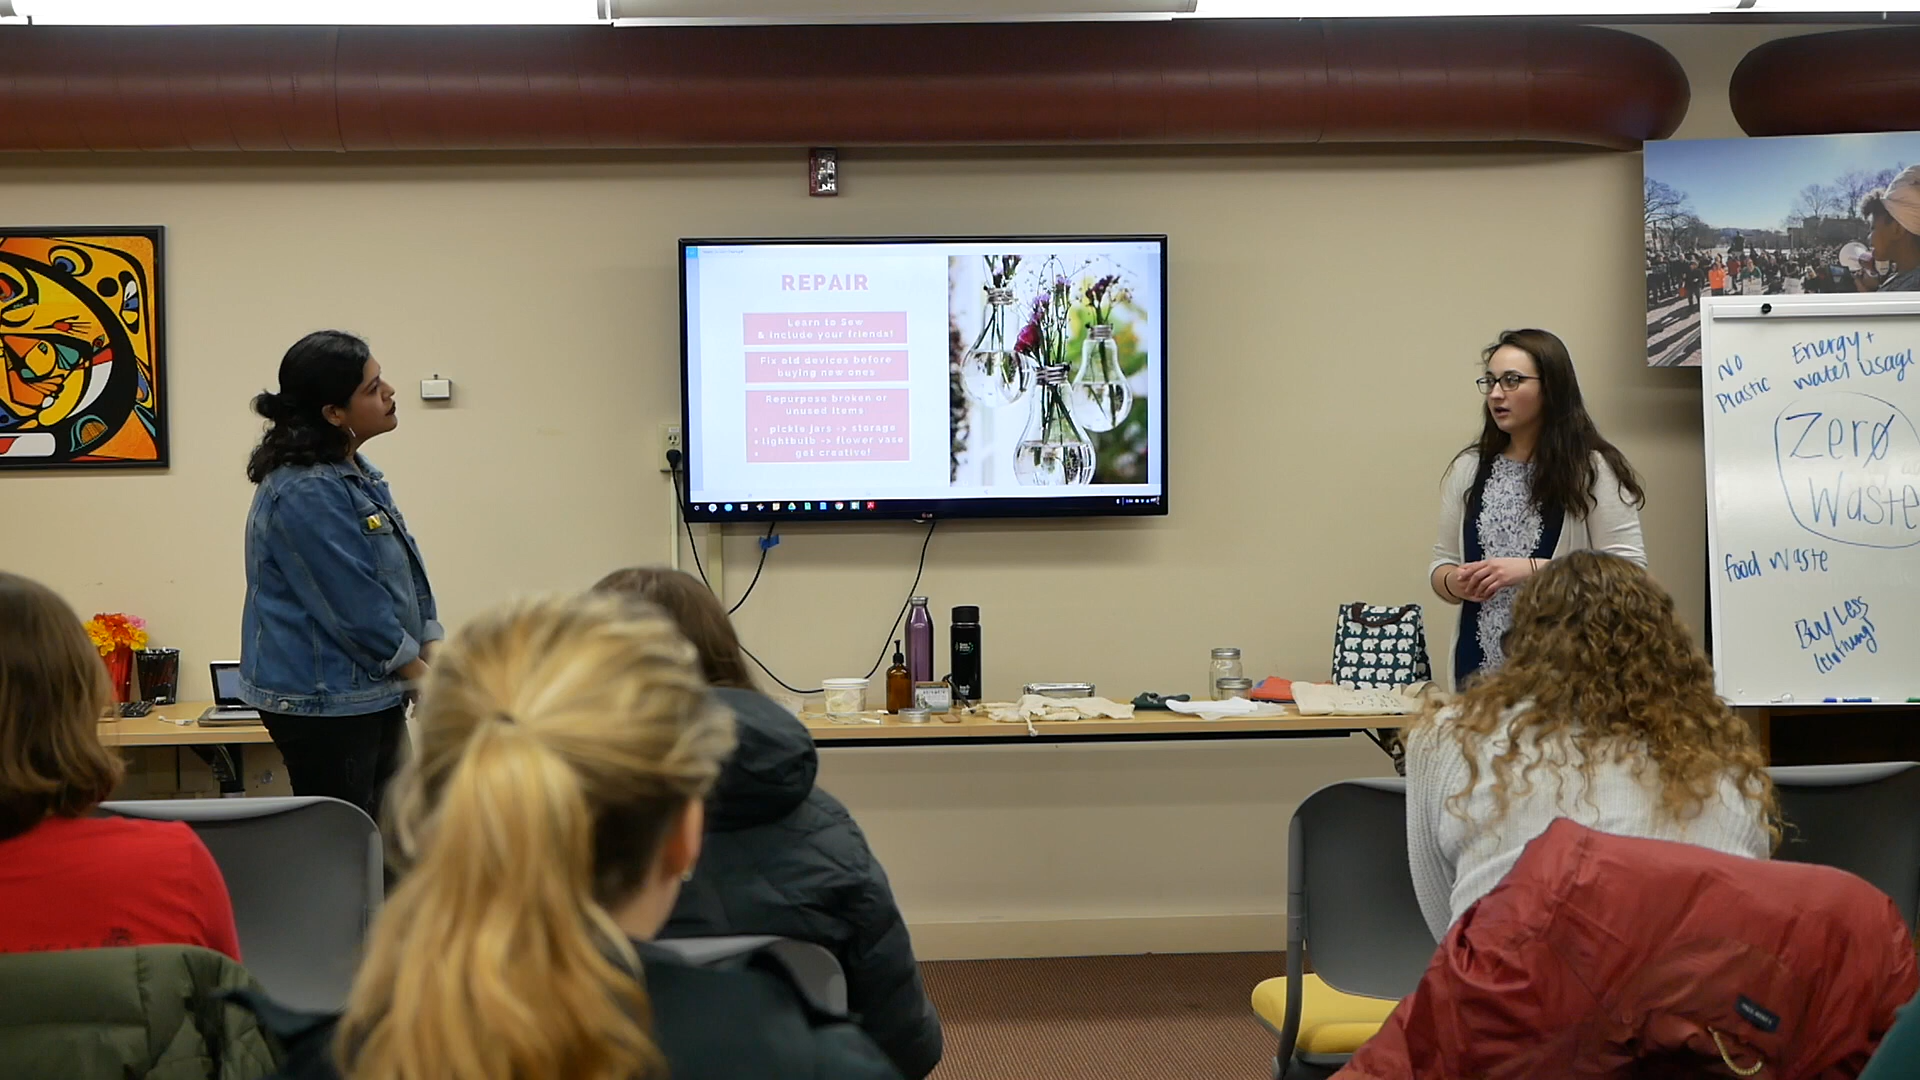 REPAIR
Learn to Sew
& include your friends!
Fix old devices before
buying new ones
Repurpose broken or
unused items
• pickle jars -> storage
• lightbulb -> flower vase
• get creative!
LG
NO
Plastic
Energy +
water usage
Zero
Waste
food waste
Buy Less
(clothing)